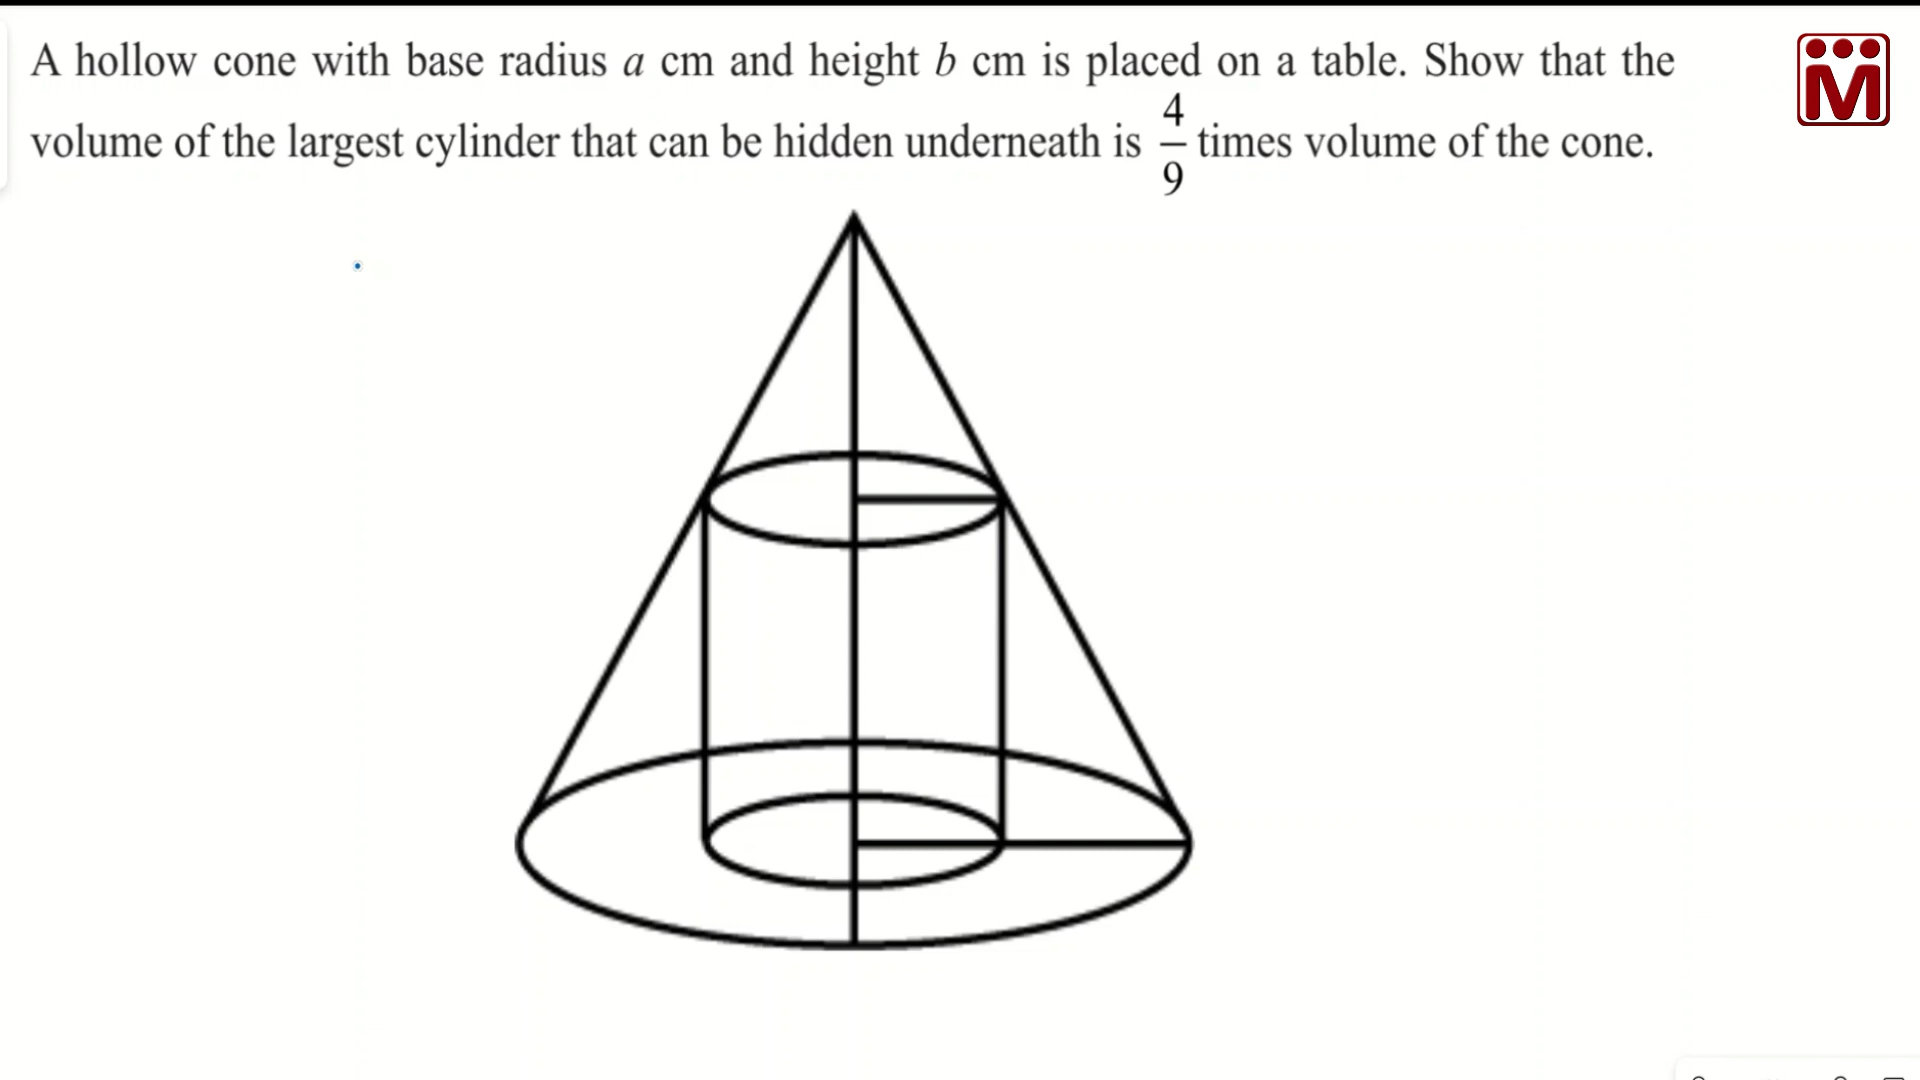 A hollow cone with base radius a cm and height b cm is placed on a table. Show that the
volume of the largest cylinder that can be hidden underneath is 4/9 times volume of the cone.
M